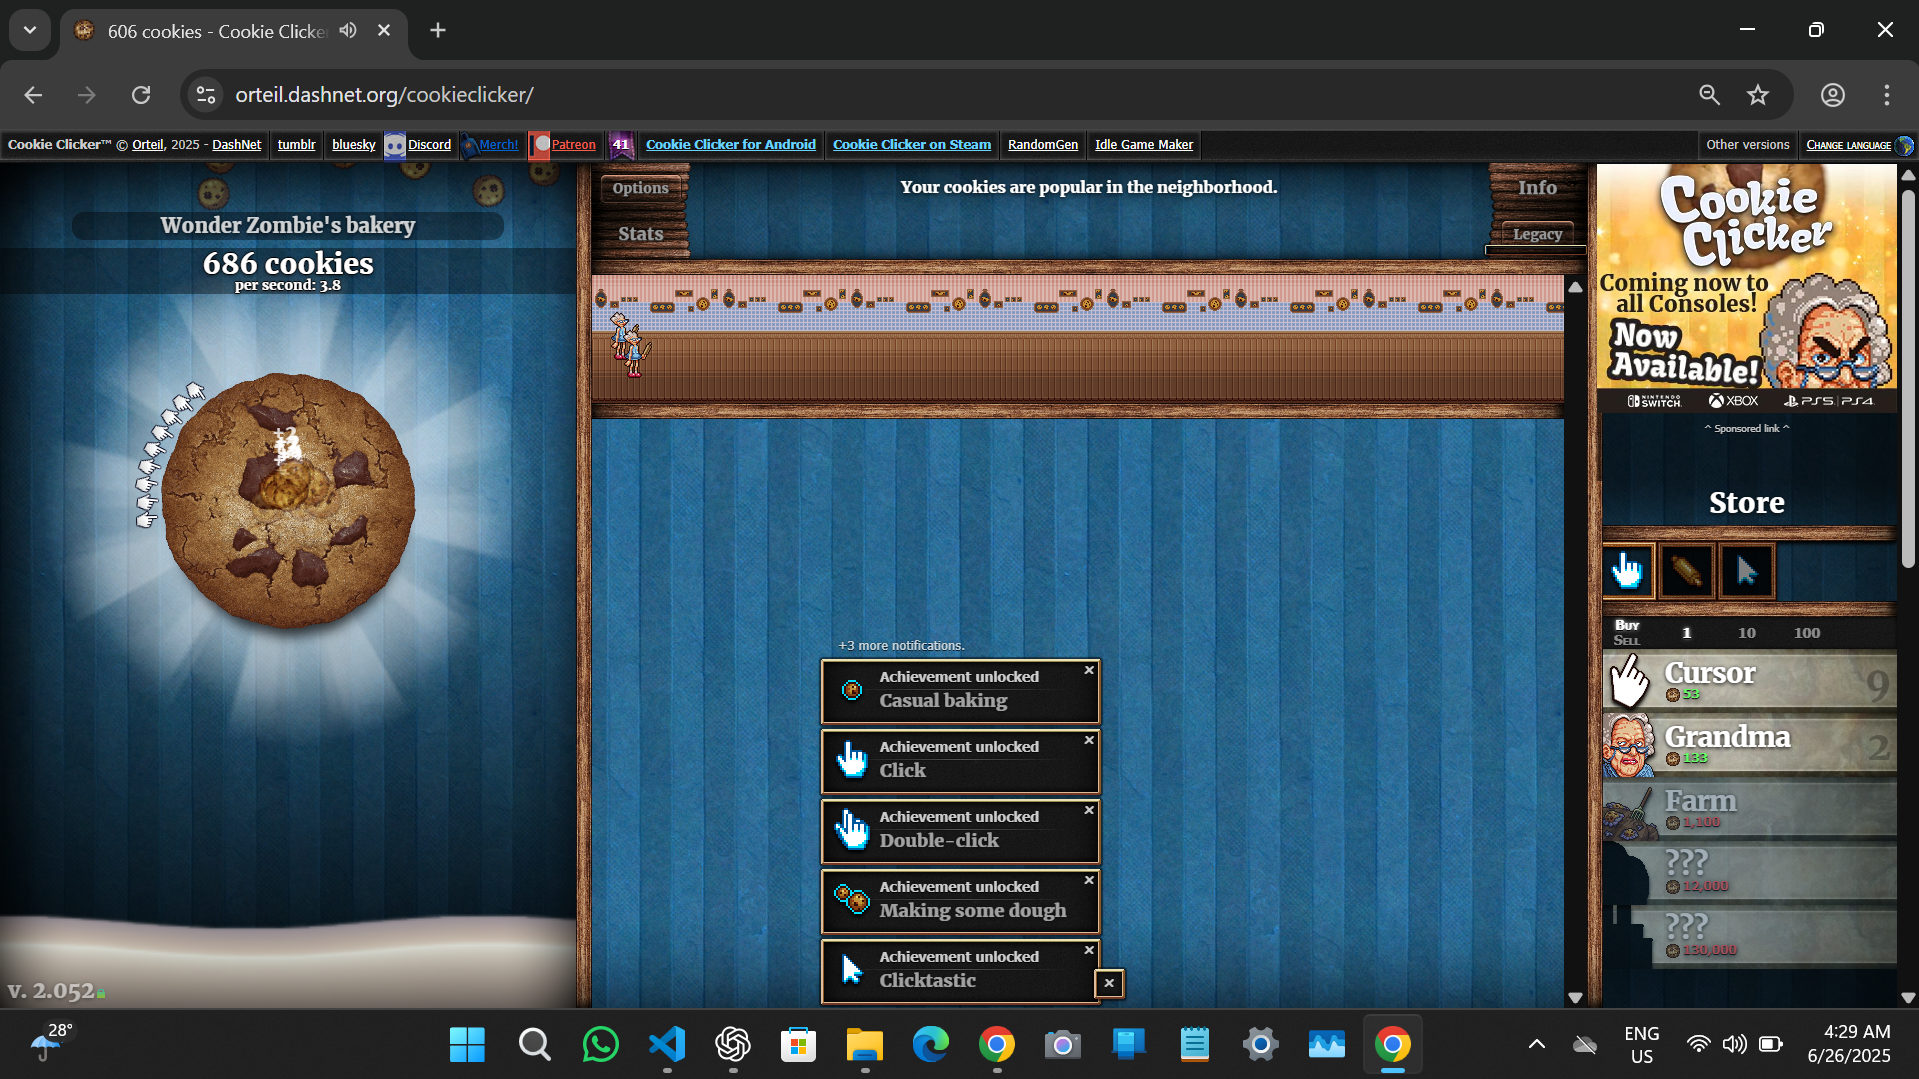 606 cookies - Cookie Clicke
orteil.dashnet.org/cookieclicker/
Cookie Clicker™ © Orteil, 2025 - DashNet
tumblr
bluesky
Discord
Merch!
Patreon
41
Cookie Clicker for Android
Cookie Clicker on Steam
RandomGen
Idle Game Maker
Other versions
Change language
Wonder Zombie's bakery
686 cookies
per second: 3.8
Options
Stats
Your cookies are popular in the neighborhood.
Info
Legacy
Cookie
Clicker
Coming now to
all Consoles!
Now
Available!
NINTENDO
SWITCH
XBOX
PS5 | PS4
^ Sponsored link ^
Store
Buy
Sell
1
10
100
Cursor
53
9
Grandma
133
2
Farm
1,100
???
12,000
???
130,000
+3 more notifications.
Achievement unlocked
Casual baking
Achievement unlocked
Click
Achievement unlocked
Double-click
Achievement unlocked
Making some dough
Achievement unlocked
Clicktastic
v. 2.052
28°
ENG
US
4:29 AM
6/26/2025